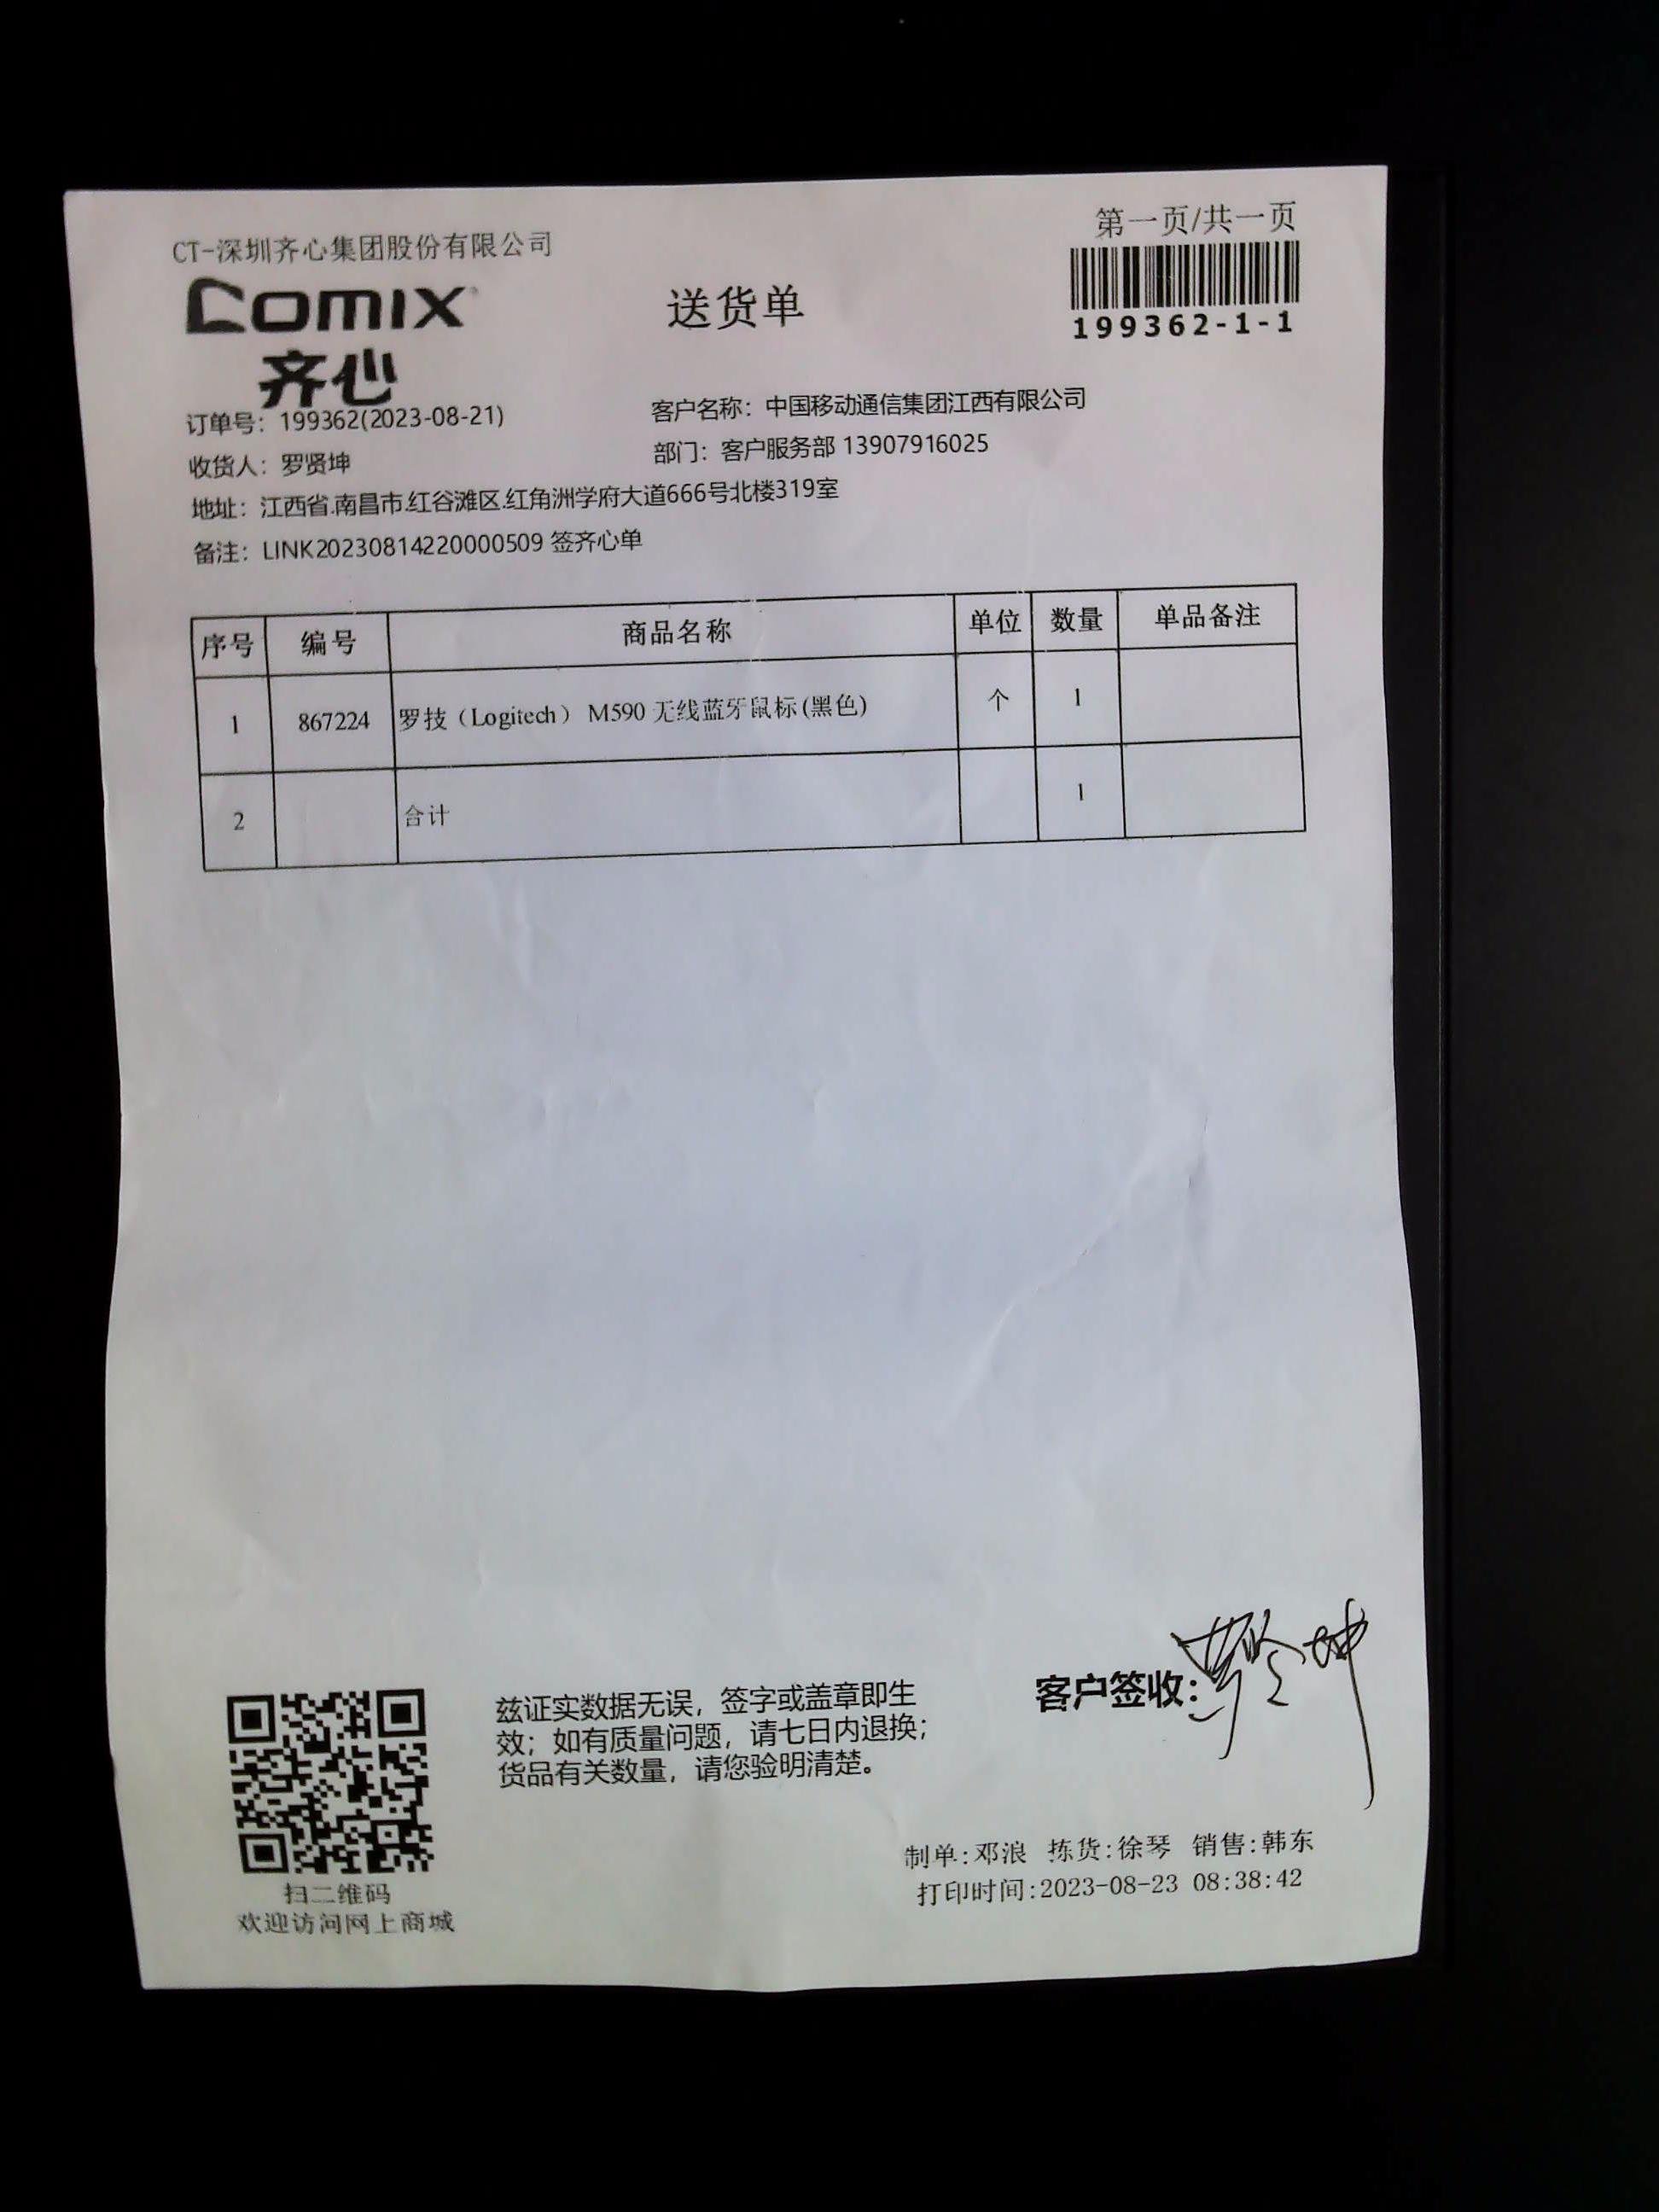 第一页/共一页
CT-深圳齐心集团股份有限公司
COMIX
齐心
送货单
199362-1-1
订单号：199362(2023-08-21)
客户名称：中国移动通信集团江西有限公司
收货人：罗贤坤
部门：客户服务部 13907916025
地址：江西省.南昌市.红谷滩区.红角洲学府大道666号北楼319室
备注：LINK20230814220000509 签齐心单
序号 编号 商品名称 单位 数量 单品备注
1 867224 罗技（Logitech） M590 无线蓝牙鼠标(黑色) 个 1
2 合计 1
兹证实数据无误，签字或盖章即生
效；如有质量问题，请七日内退换；
货品有关数量，请您验明清楚。
客户签收：罗贤坤
扫二维码
欢迎访问网上商城
制单:邓浪 拣货:徐琴 销售:韩东
打印时间:2023-08-23 08:38:42